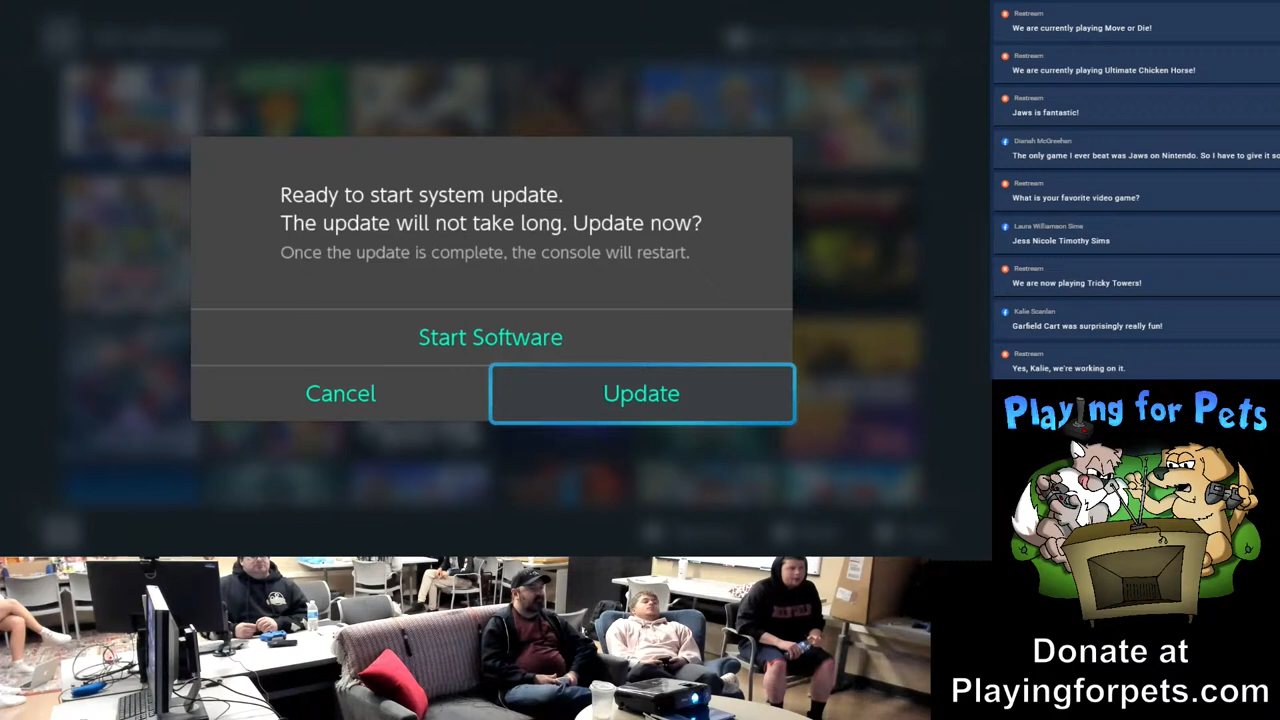 Ready to start system update.
The update will not take long. Update now?
Once the update is complete, the console will restart.
Start Software
Cancel
Update
Restream
We are currently playing Move or Die!
Restream
We are currently playing Ultimate Chicken Horse!
Restream
Jaws is fantastic!
Dianah McGreehan
The only game I ever beat was Jaws on Nintendo. So I have to give it so
Restream
What is your favorite video game?
Laura Williamson Sims
Jess Nicole Timothy Sims
Restream
We are now playing Tricky Towers!
Kalie Scanlan
Garfield Cart was surprisingly really fun!
Restream
Yes, Kalie, we're working on it.
Playing for Pets
Donate at
Playingforpets.com